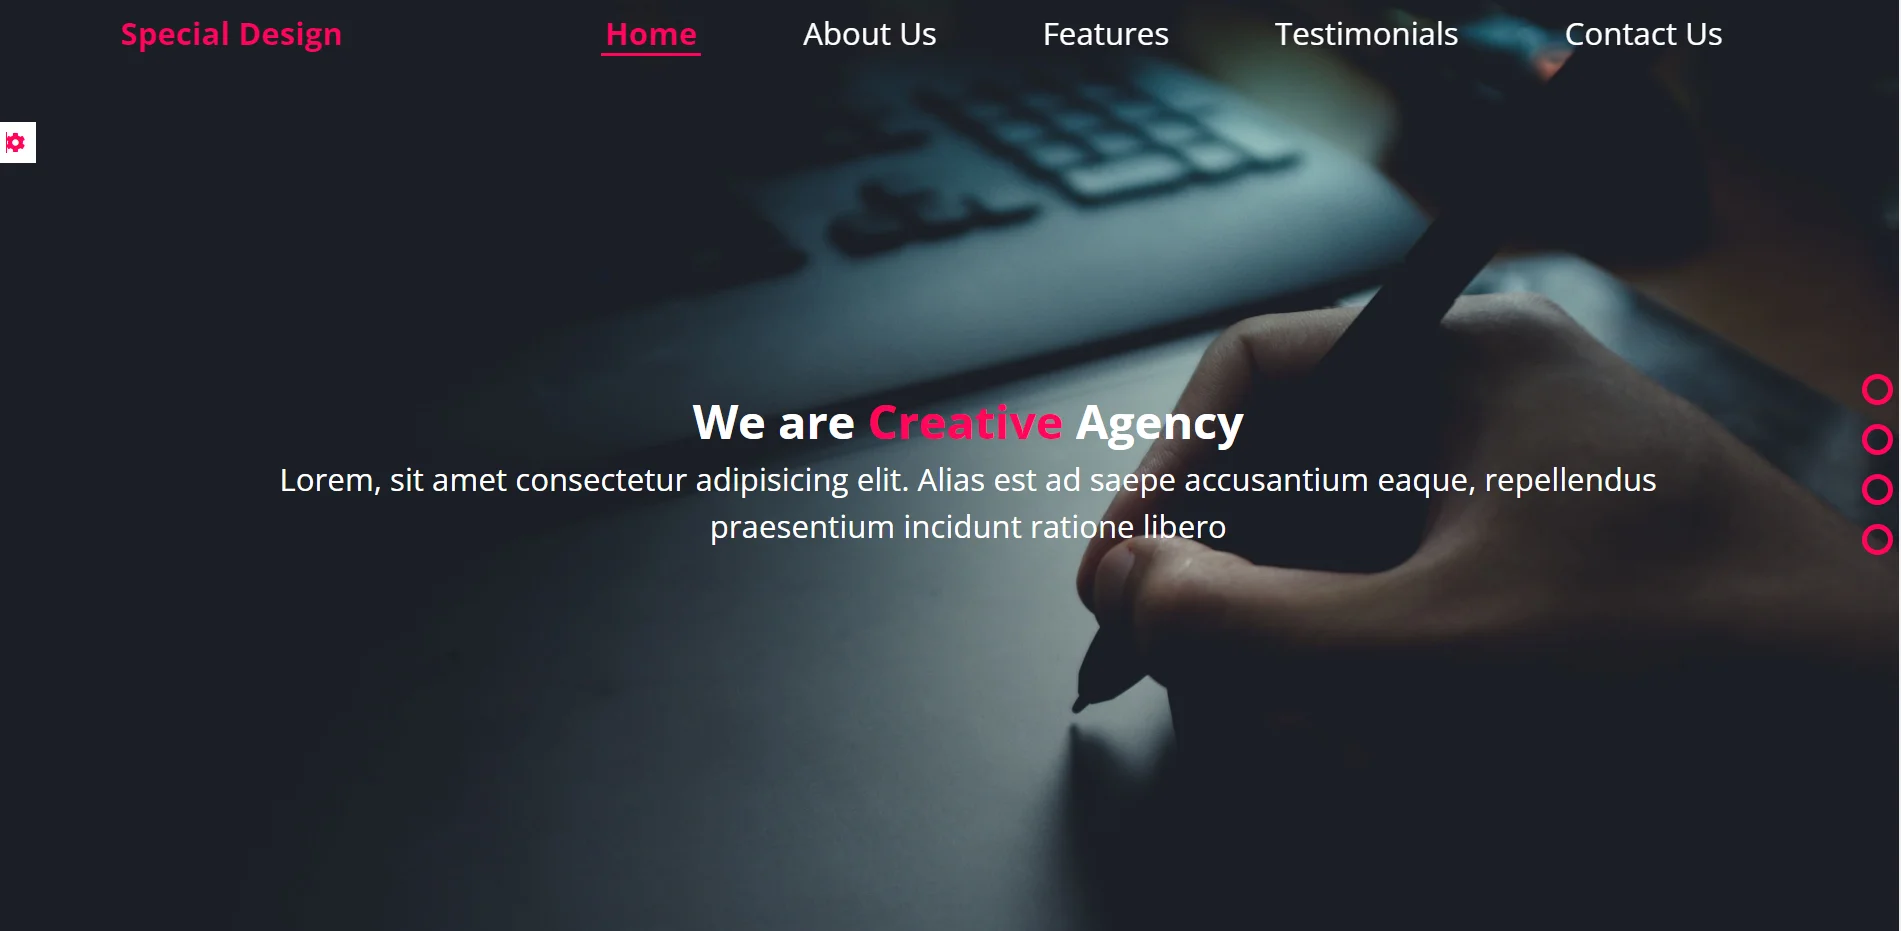 Special Design
Home
About Us
Features
Testimonials
Contact Us
We are Creative Agency
Lorem, sit amet consectetur adipisicing elit. Alias est ad saepe accusantium eaque, repellendus
praesentium incidunt ratione libero